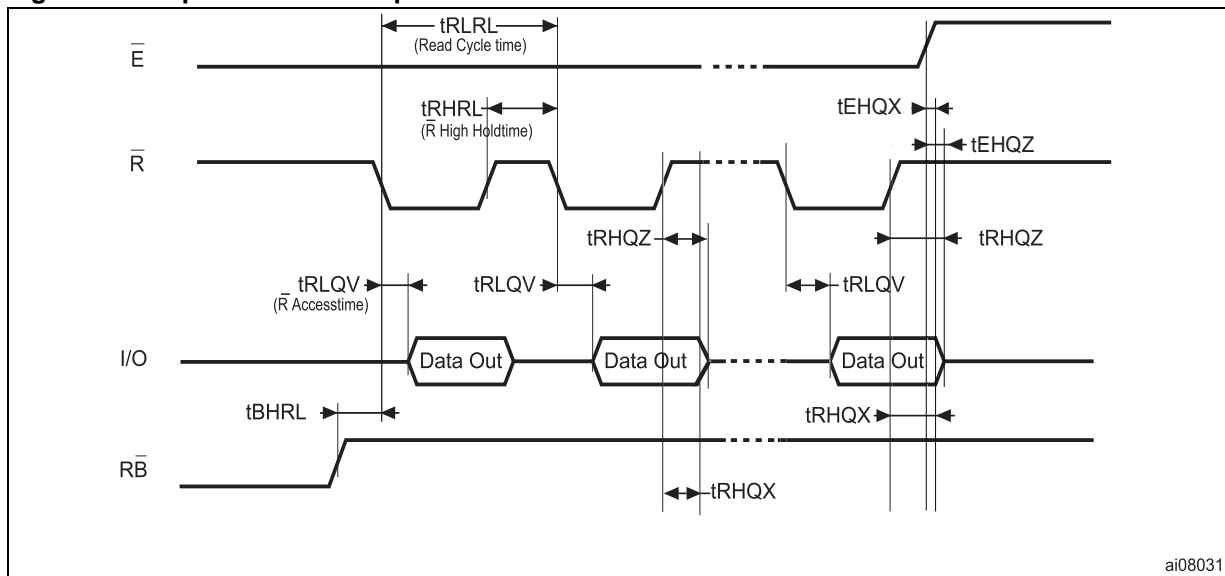 tRLRL
(Read Cycle time)
E̅
tRHRL
(R̅ High Holdtime)
tEHQX
tEHQZ
R̅
tRHQZ
tRHQZ
tRLQV
(R̅ Accesstime)
tRLQV
tRLQV
I/O
Data Out
Data Out
Data Out
tBHRL
tRHQX
RB̅
tRHQX
ai08031